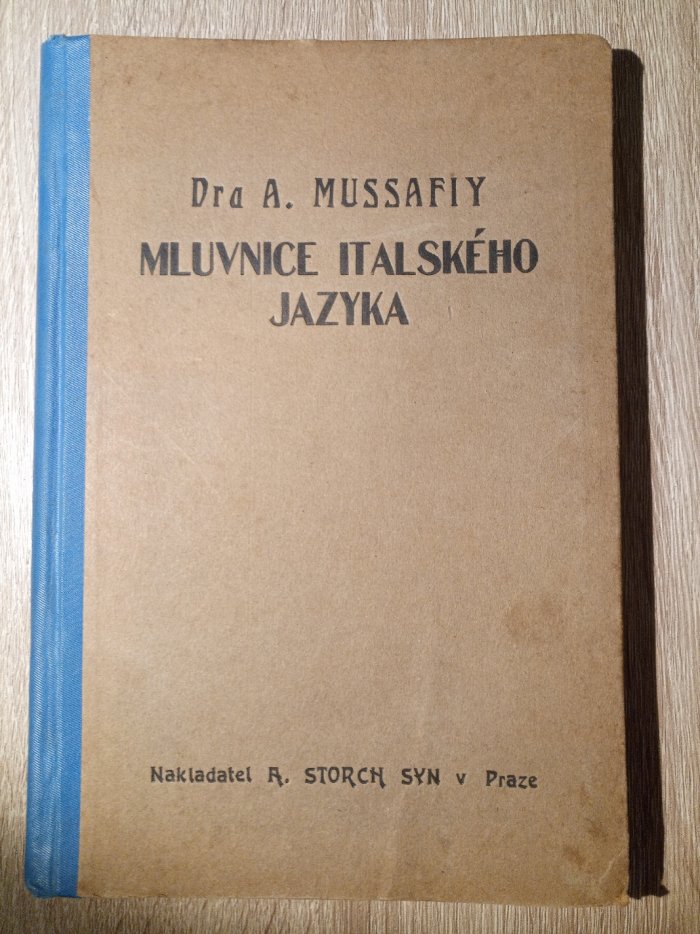 Dra A. MUSSAFIY
MLUVNICE ITALSKÉHO
JAZYKA
Nakladatel A. STORCH SYN v Praze